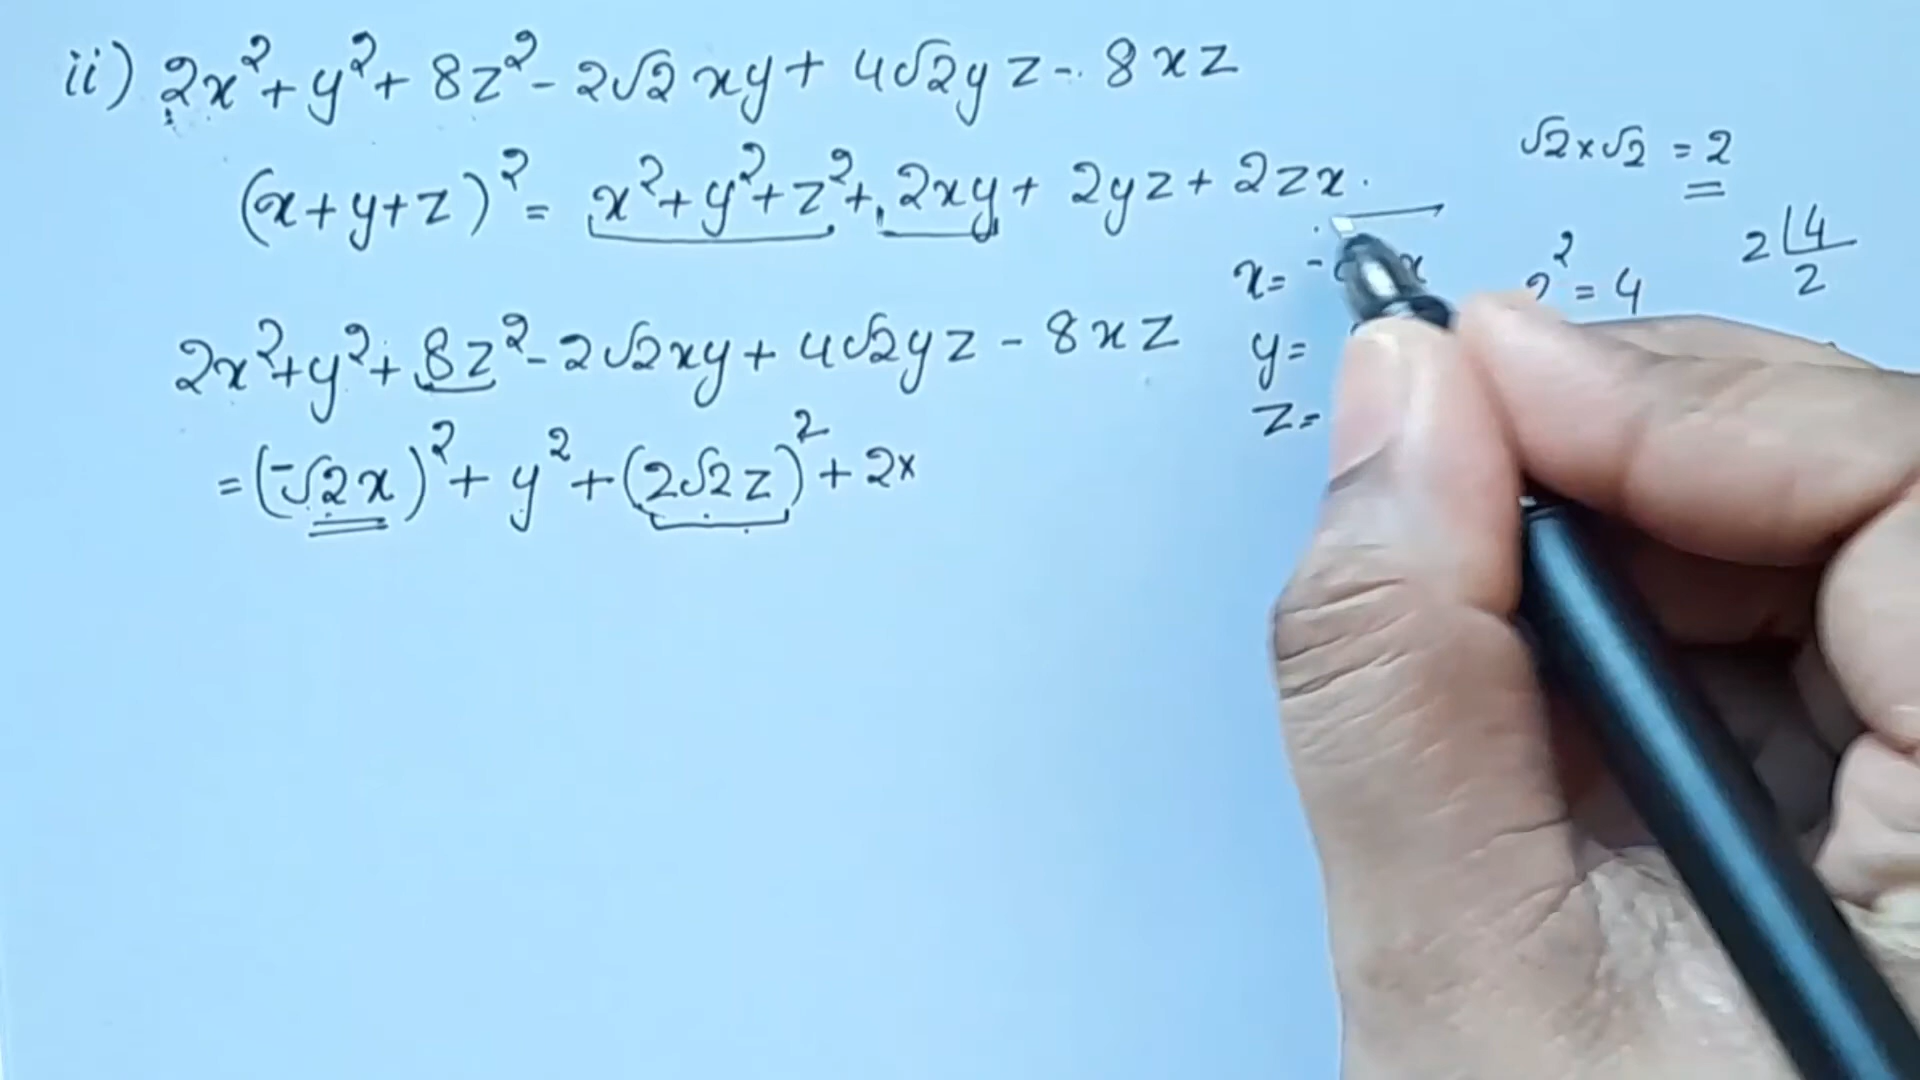 ii) 2x² + y² + 8z² - 2√2 xy + 4√2yz - 8xz
(x+y+z)² = x² + y² + z² + 2xy + 2yz + 2zx.
√2 x √2 = 2
x = -
² = 4
2 4
2
y =
z =
2x² + y² + 8z² - 2√2xy + 4√2yz - 8xz
= (-√2x)² + y² + (2√2z)² + 2x